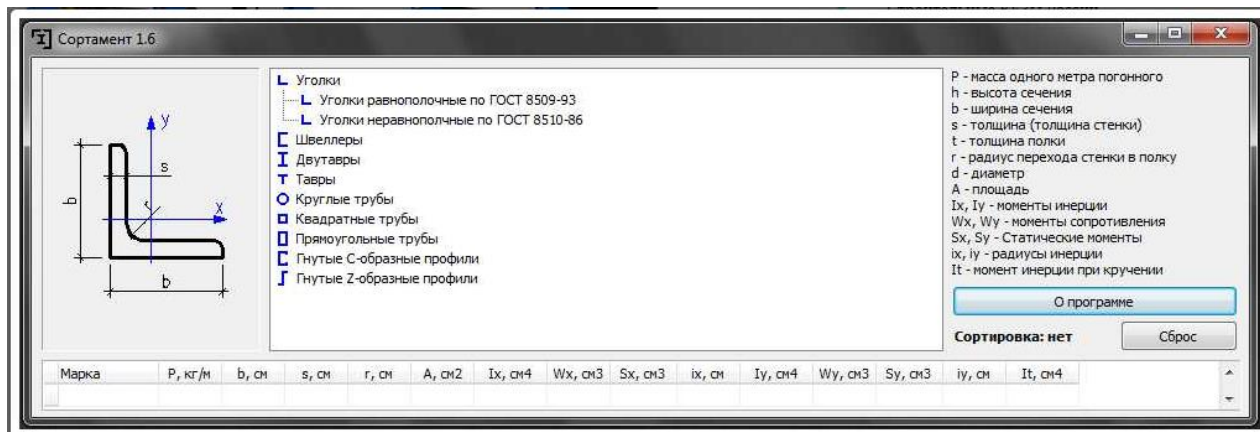 Сортамент 1.6
y
s
b
r
x
b
Уголки
Уголки равнополочные по ГОСТ 8509-93
Уголки неравнополчные по ГОСТ 8510-86
Швеллеры
Двутавры
Тавры
Круглые трубы
Квадратные трубы
Прямоугольные трубы
Гнутые С-образные профили
Гнутые Z-образные профили
P - масса одного метра погонного
h - высота сечения
b - ширина сечения
s - толщина (толщина стенки)
t - толщина полки
r - радиус перехода стенки в полку
d - диаметр
A - площадь
Ix, Iy - моменты инерции
Wx, Wy - моменты сопротивления
Sx, Sy - Статические моменты
ix, iy - радиусы инерции
It - момент инерции при кручении
О программе
Сортировка: нет
Сброс
Марка P, кг/м b, см s, см r, см A, см2 Ix, см4 Wx, см3 Sx, см3 ix, см Iy, см4 Wy, см3 Sy, см3 iy, см It, см4